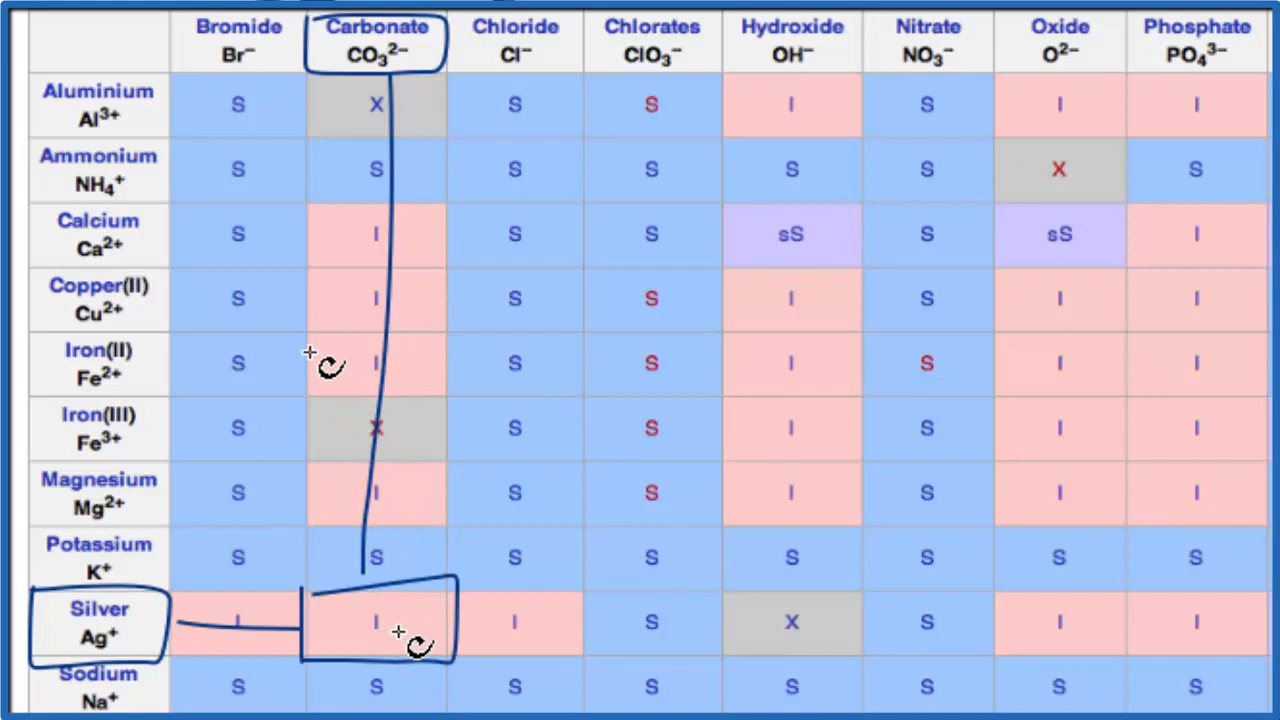 Bromide Carbonate Chloride Chlorates Hydroxide Nitrate Oxide Phosphate
Br⁻ CO₃²⁻ Cl⁻ ClO₃⁻ OH⁻ NO₃⁻ O²⁻ PO₄³⁻
Aluminium
Al³⁺ S X S S I S I I
Ammonium
NH₄⁺ S S S S S S X S
Calcium
Ca²⁺ S I S S sS S sS I
Copper(II)
Cu²⁺ S I S S I S I I
Iron(II)
Fe²⁺ S I S S I S I I
Iron(III)
Fe³⁺ S X S S I S I I
Magnesium
Mg²⁺ S I S S I S I I
Potassium
K⁺ S S S S S S S S
Silver
Ag⁺ I I I S X S I I
Sodium
Na⁺ S S S S S S S S